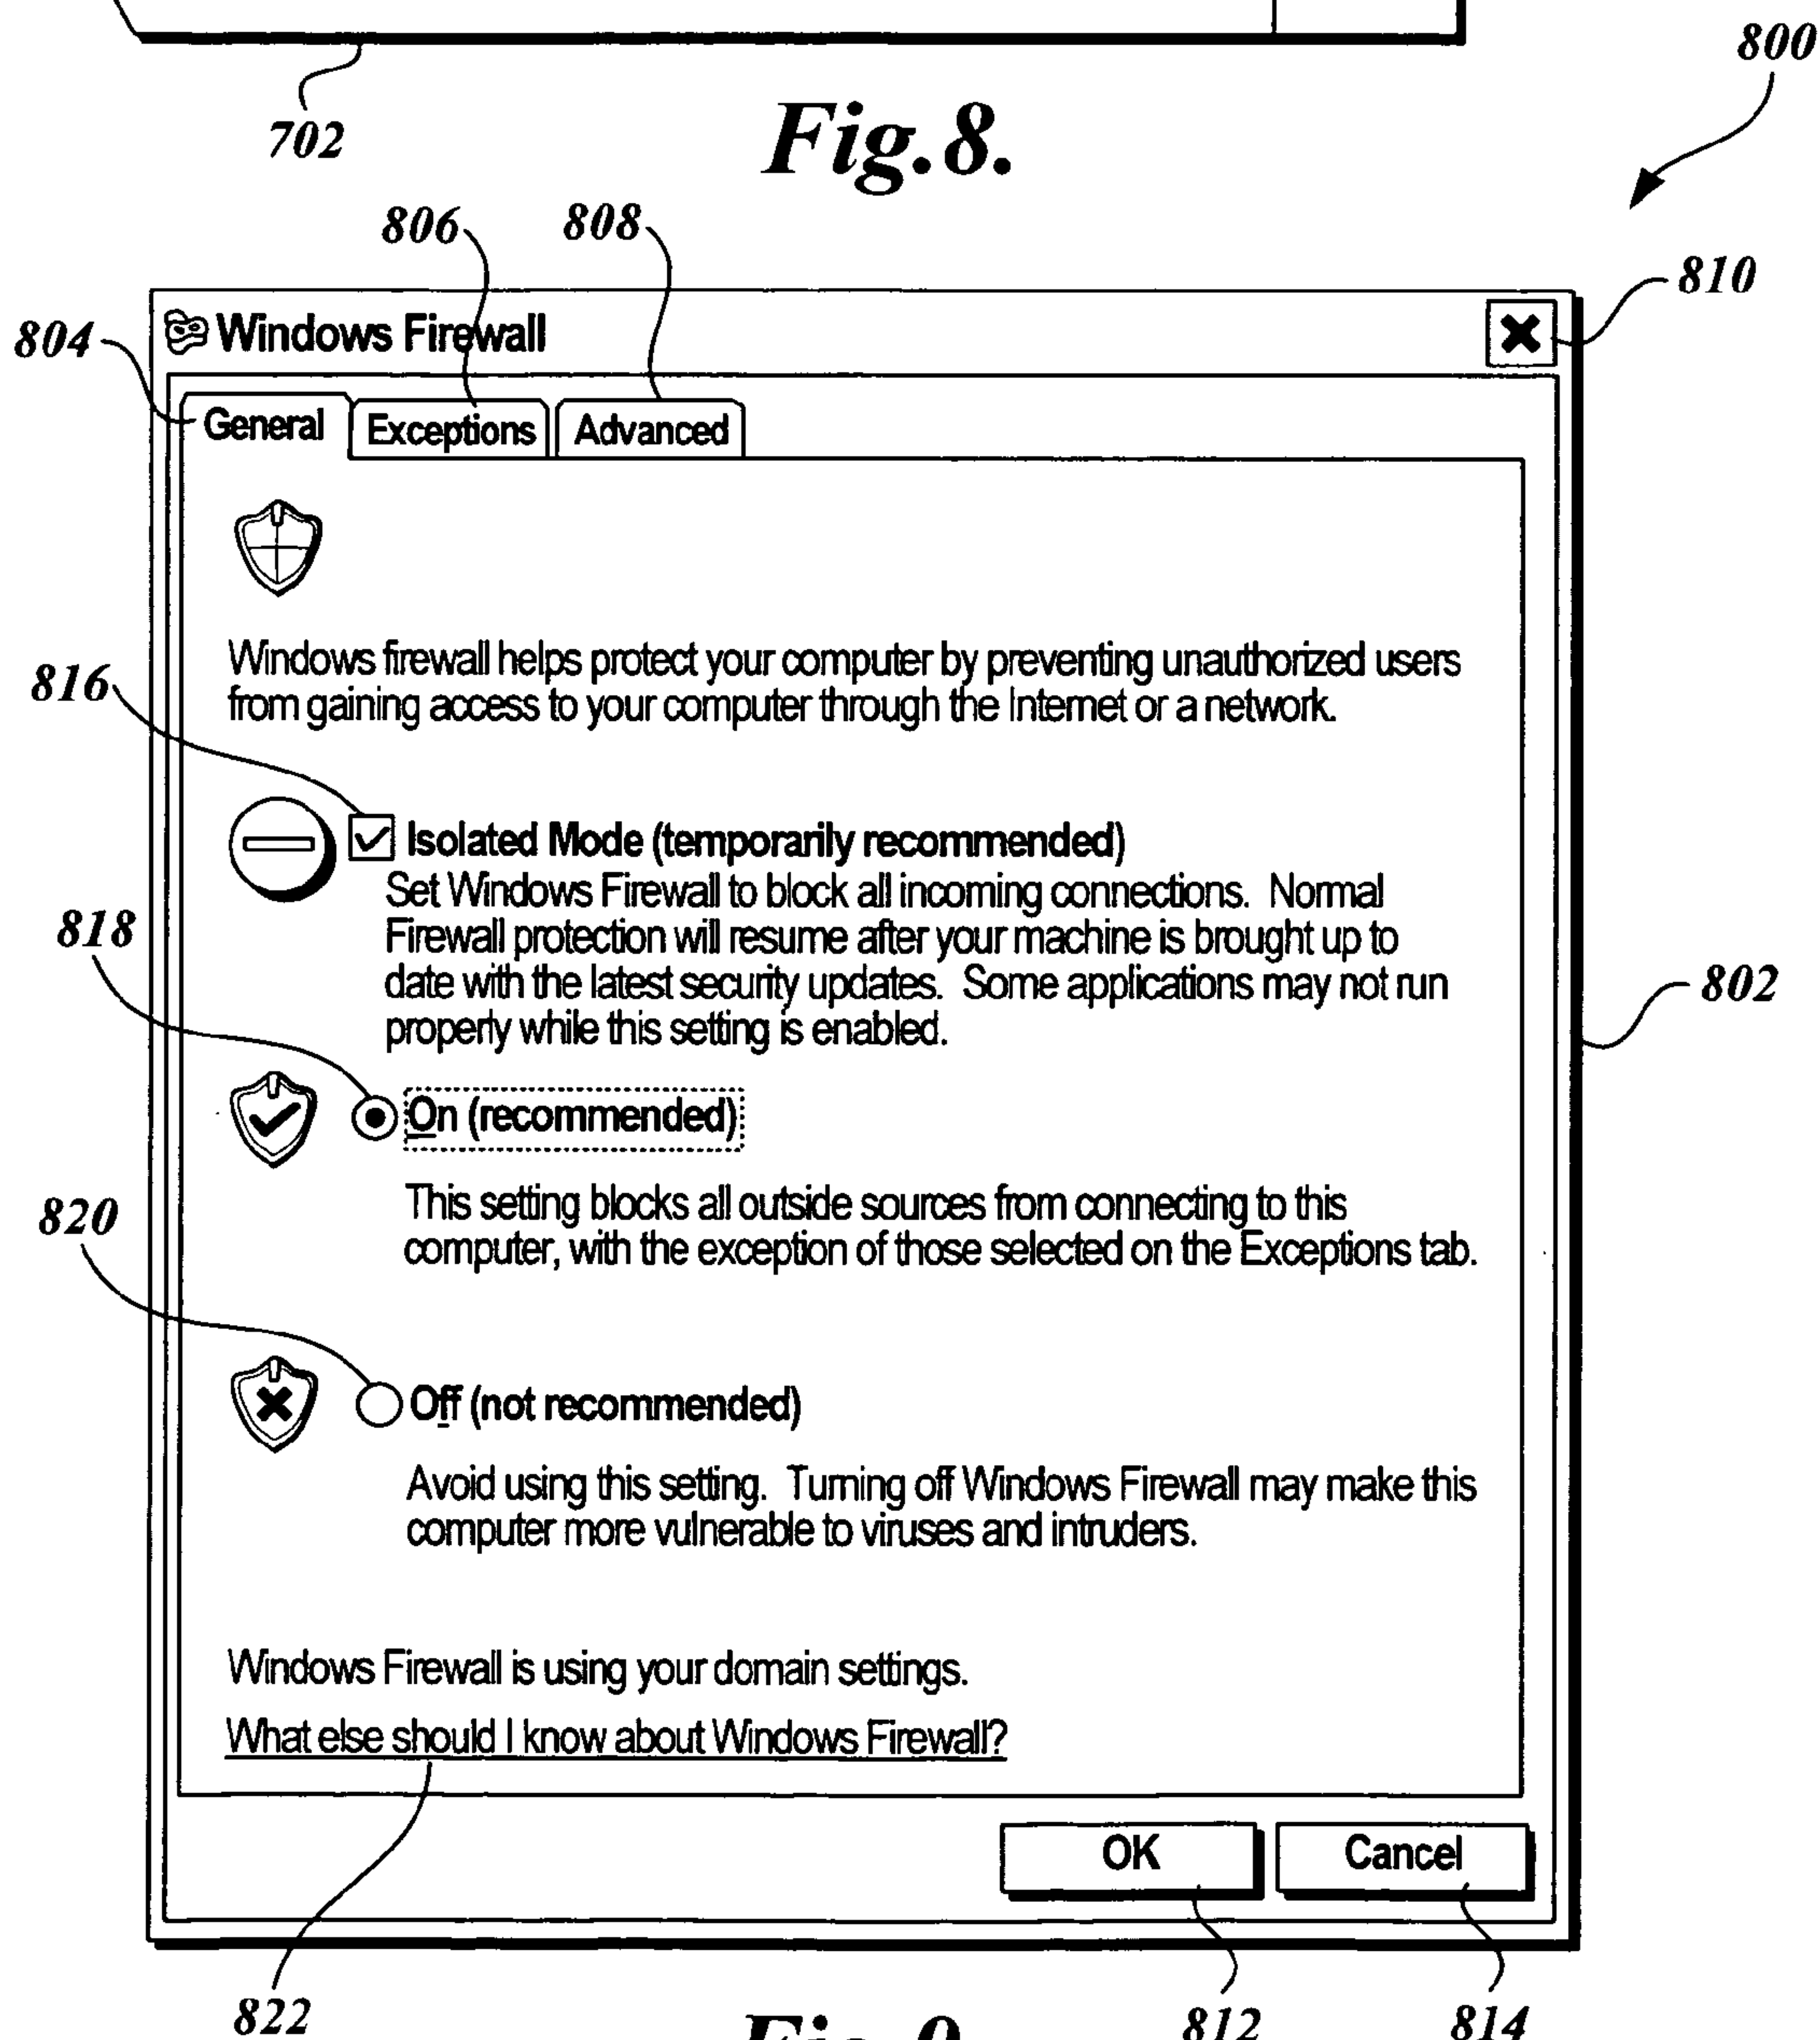 800
702
Fig.8.
806
808
810
804
Windows Firewall
General
Exceptions
Advanced
Windows firewall helps protect your computer by preventing unauthorized users
from gaining access to your computer through the Internet or a network.
816
Isolated Mode (temporarily recommended)
Set Windows Firewall to block all incoming connections. Normal
Firewall protection will resume after your machine is brought up to
date with the latest security updates. Some applications may not run
properly while this setting is enabled.
818
802
On (recommended)
This setting blocks all outside sources from connecting to this
computer, with the exception of those selected on the Exceptions tab.
820
Off (not recommended)
Avoid using this setting. Turning off Windows Firewall may make this
computer more vulnerable to viruses and intruders.
Windows Firewall is using your domain settings.
What else should I know about Windows Firewall?
OK
Cancel
822
Fig.9
812
814